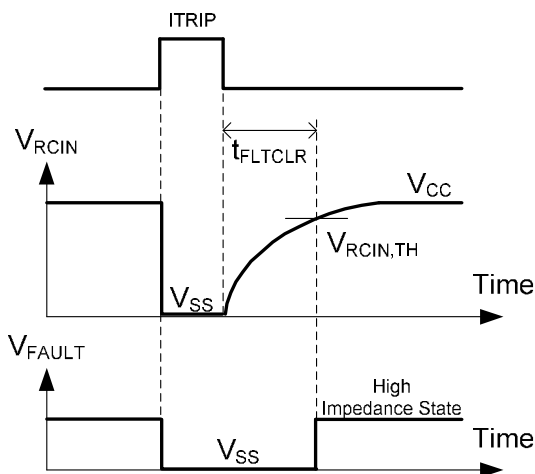 ITRIP
tFLTCLR
VRCIN
VCC
VRCIN,TH
VSS
Time
VFAULT
High
Impedance State
VSS
Time